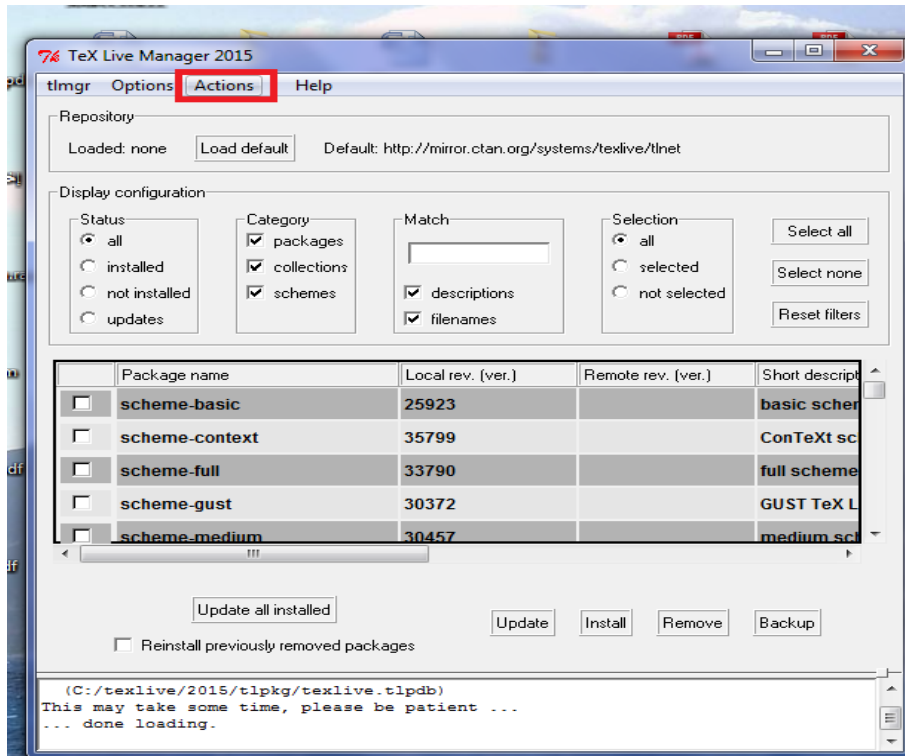 TeX Live Manager 2015
tlmgr Options Actions Help
Repository
Loaded: none Load default Default: http://mirror.ctan.org/systems/texlive/tlnet
Display configuration
Status Category Match Selection
all packages all Select all
installed collections selected Select none
not installed schemes descriptions not selected
updates filenames Reset filters
Package name Local rev. (ver.) Remote rev. (ver.) Short descript
scheme-basic 25923 basic scher
scheme-context 35799 ConTeXt sc
scheme-full 33790 full scheme
scheme-gust 30372 GUST TeX L
scheme-medium 30457 medium sch
Update all installed Update Install Remove Backup
Reinstall previously removed packages
(C:/texlive/2015/tlpkg/texlive.tlpdb)
This may take some time, please be patient ...
... done loading.